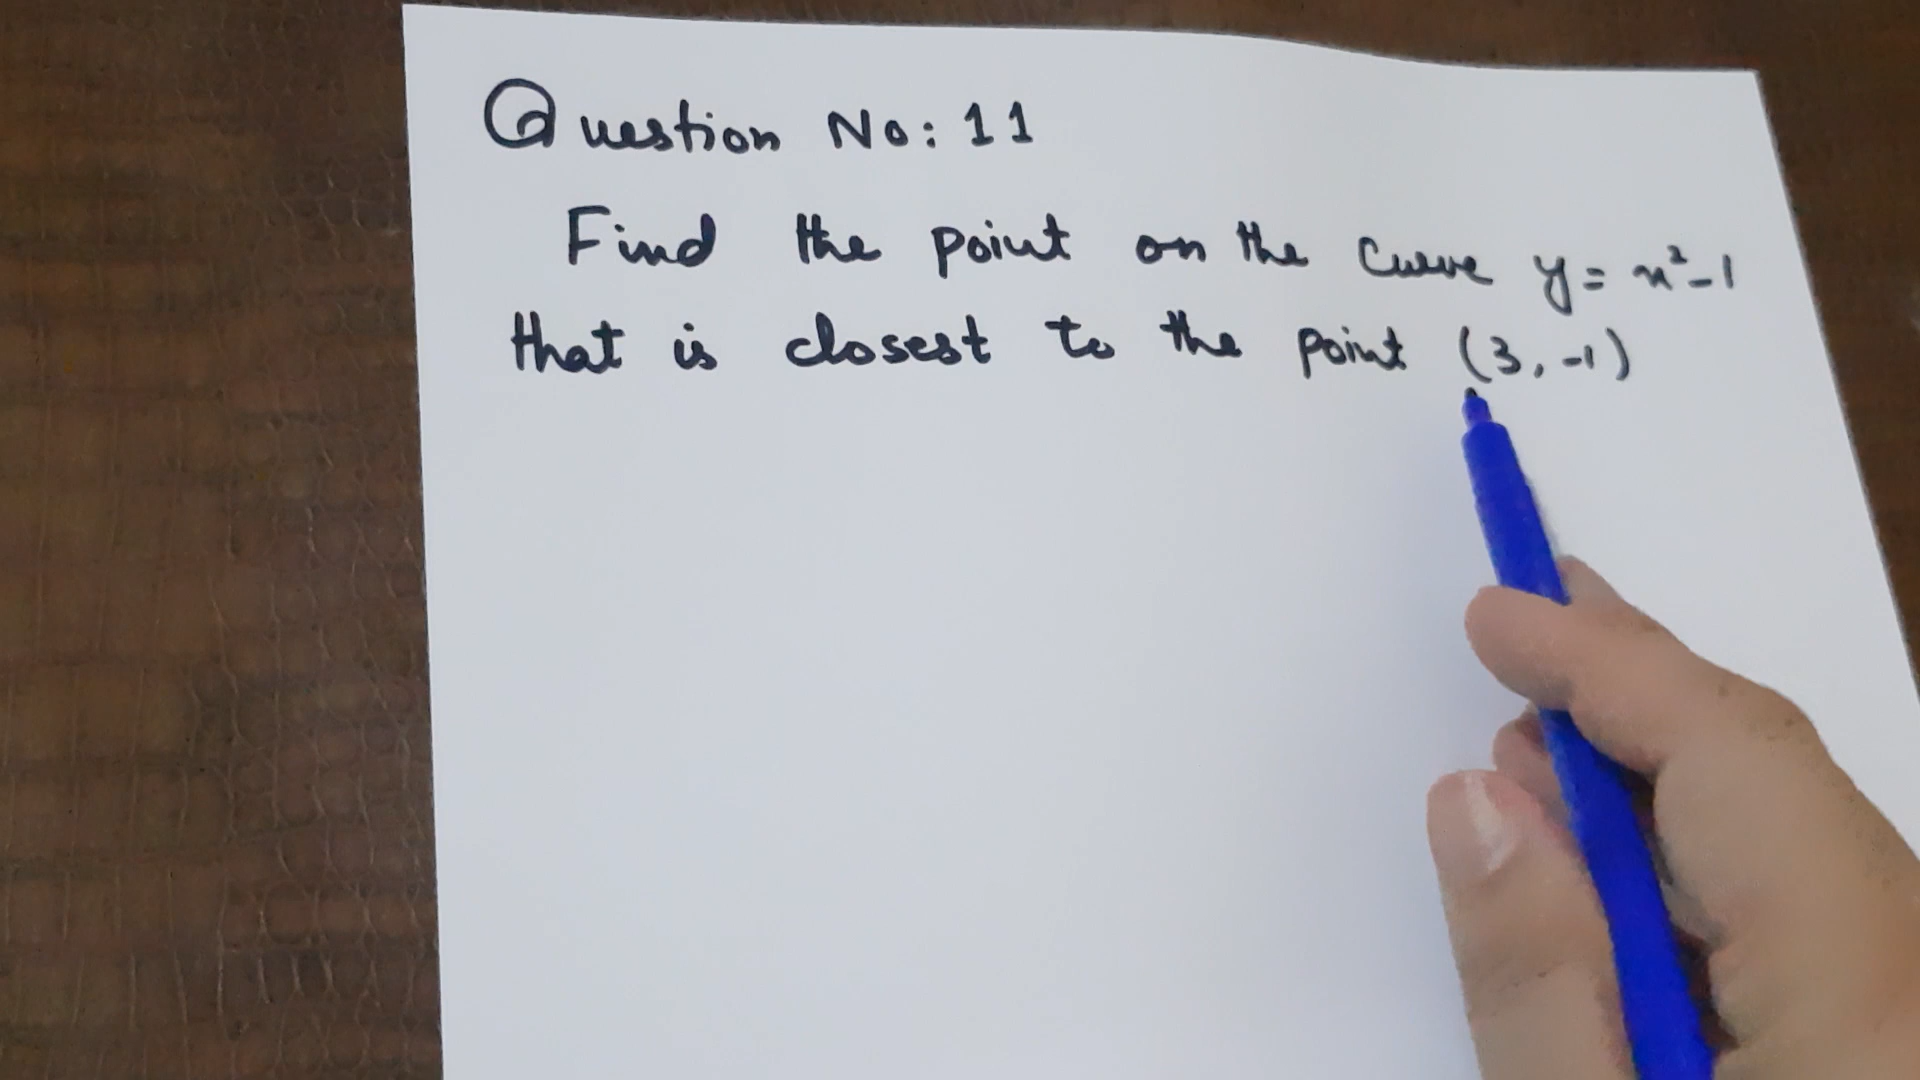 Question No: 11
Find the point on the curve y = x²-1
that is closest to the point (3, -1)